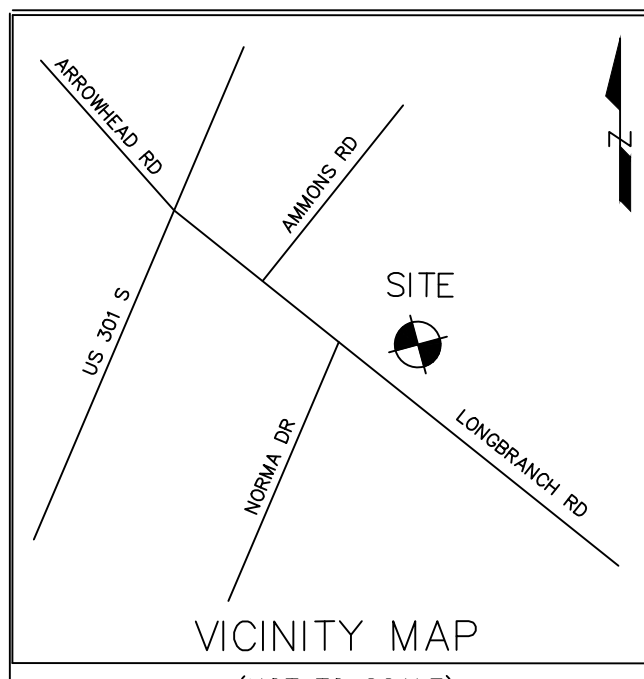 ARROWHEAD RD
AMMONS RD
N
SITE
US 301 S
NORMA DR
LONGBRANCH RD
VICINITY MAP